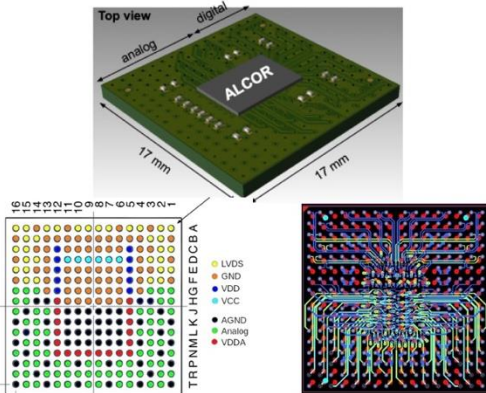 Top view
digital
analog
ALCOR
17 mm
17 mm
16 15 14 13 12 11 10 9 8 7 6 5 4 3 2 1
A
B
C
D
E
F
G
H
J
K
L
M
N
P
R
T
LVDS
GND
VDD
VCC
AGND
Analog
VDDA